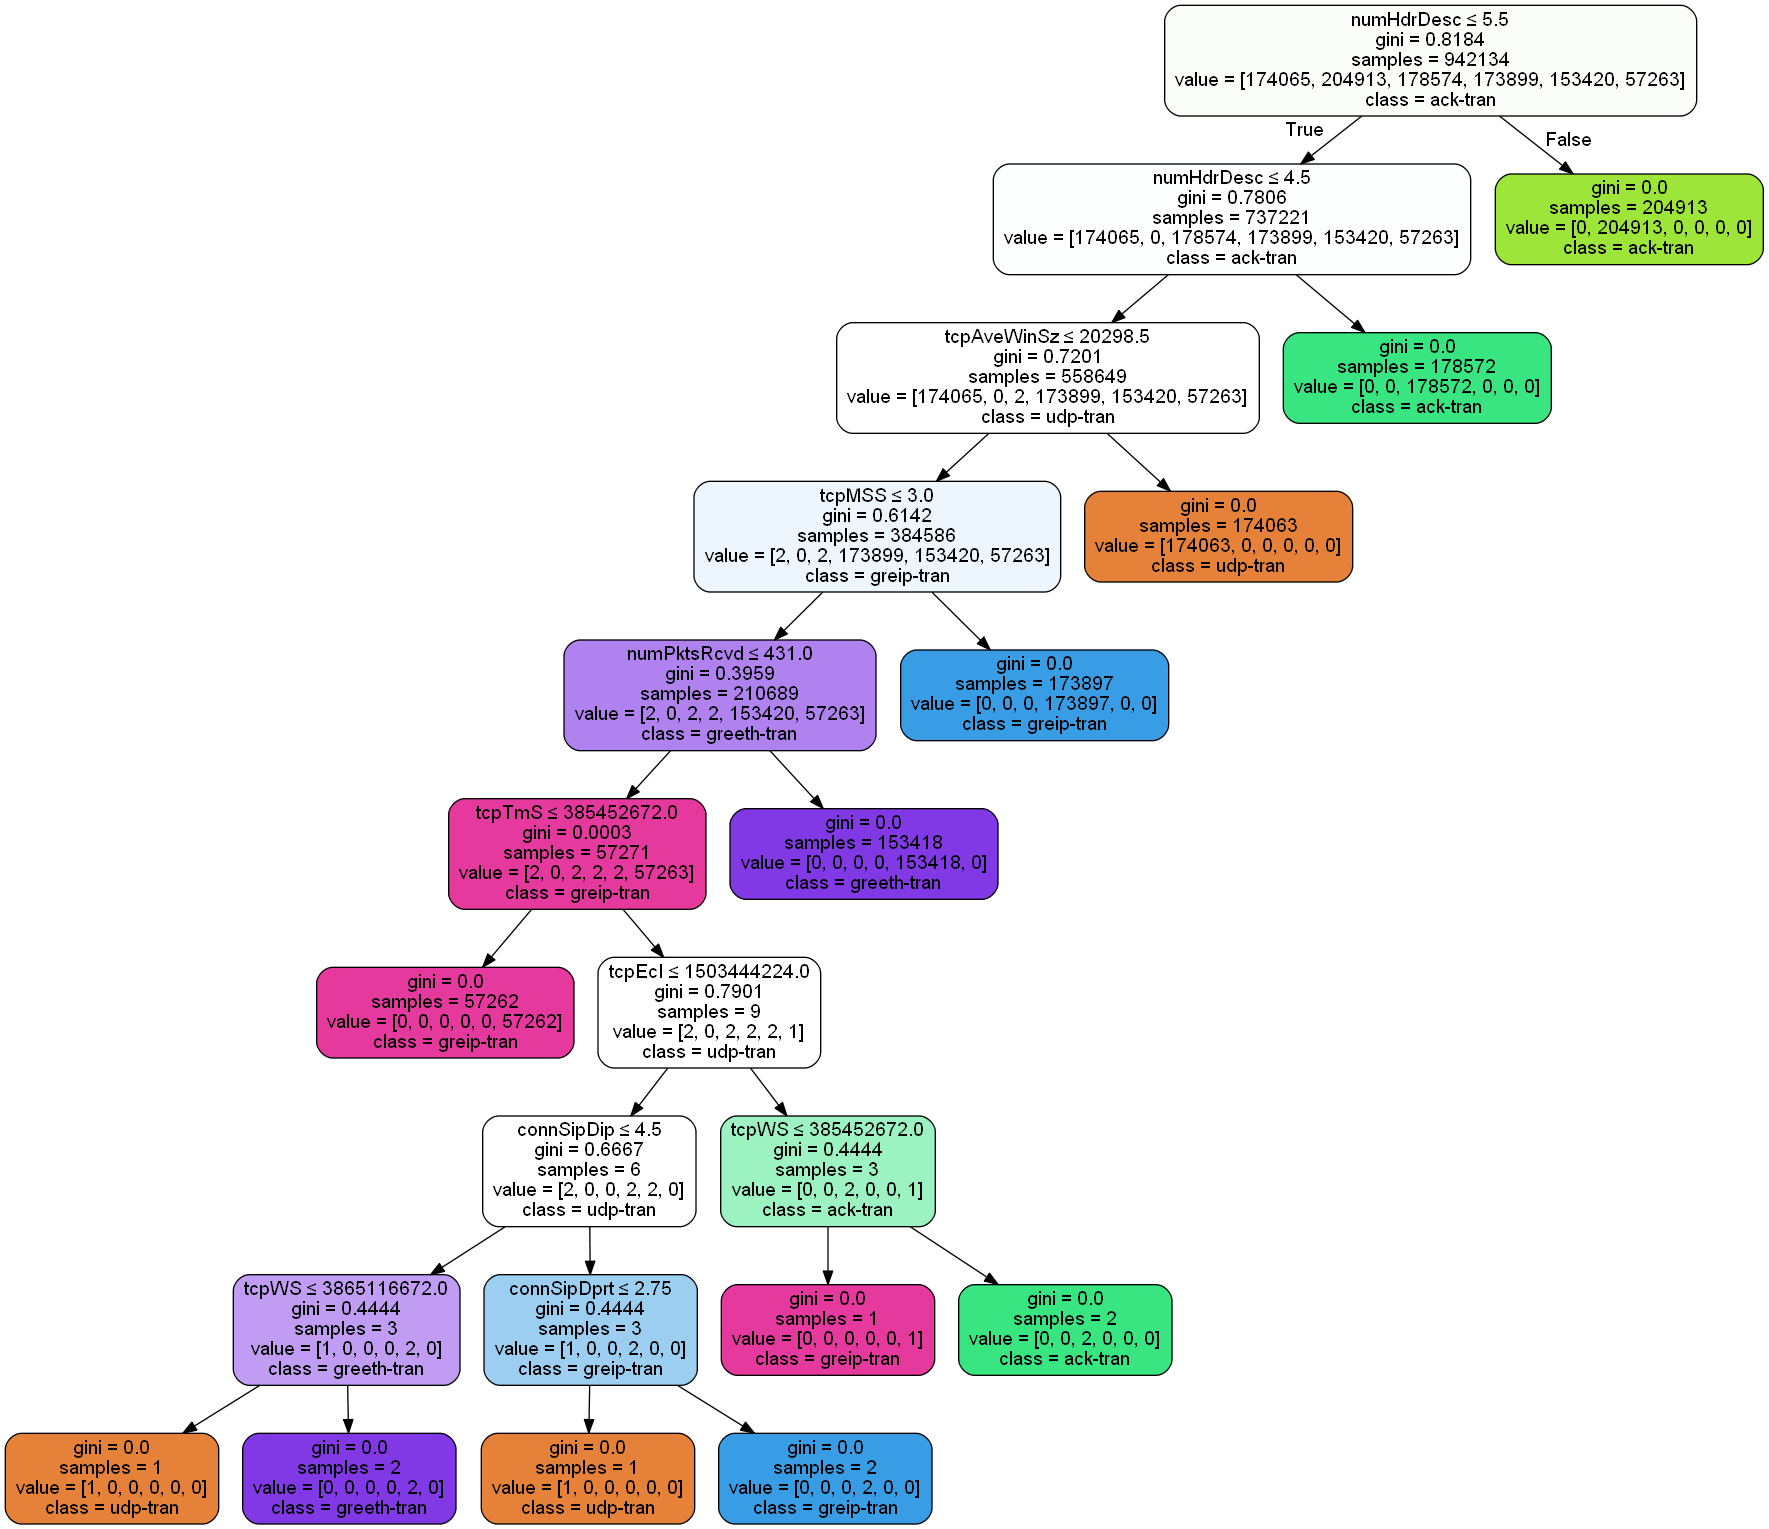 numHdrDesc ≤ 5.5
gini = 0.8184
samples = 942134
value = [174065, 204913, 178574, 173899, 153420, 57263]
class = ack-tran
True
False
numHdrDesc ≤ 4.5
gini = 0.7806
samples = 737221
value = [174065, 0, 178574, 173899, 153420, 57263]
class = ack-tran
gini = 0.0
samples = 204913
value = [0, 204913, 0, 0, 0, 0]
class = ack-tran
tcpAveWinSz ≤ 20298.5
gini = 0.7201
samples = 558649
value = [174065, 0, 2, 173899, 153420, 57263]
class = udp-tran
gini = 0.0
samples = 178572
value = [0, 0, 178572, 0, 0, 0]
class = ack-tran
tcpMSS ≤ 3.0
gini = 0.6142
samples = 384586
value = [2, 0, 2, 173899, 153420, 57263]
class = greip-tran
gini = 0.0
samples = 174063
value = [174063, 0, 0, 0, 0, 0]
class = udp-tran
numPktsRcvd ≤ 431.0
gini = 0.3959
samples = 210689
value = [2, 0, 2, 2, 153420, 57263]
class = greeth-tran
gini = 0.0
samples = 173897
value = [0, 0, 0, 173897, 0, 0]
class = greip-tran
tcpTmS ≤ 385452672.0
gini = 0.0003
samples = 57271
value = [2, 0, 2, 2, 2, 57263]
class = greip-tran
gini = 0.0
samples = 153418
value = [0, 0, 0, 0, 153418, 0]
class = greeth-tran
gini = 0.0
samples = 57262
value = [0, 0, 0, 0, 0, 57262]
class = greip-tran
tcpEcI ≤ 1503444224.0
gini = 0.7901
samples = 9
value = [2, 0, 2, 2, 2, 1]
class = udp-tran
connSipDip ≤ 4.5
gini = 0.6667
samples = 6
value = [2, 0, 0, 2, 2, 0]
class = udp-tran
tcpWS ≤ 385452672.0
gini = 0.4444
samples = 3
value = [0, 0, 2, 0, 0, 1]
class = ack-tran
tcpWS ≤ 3865116672.0
gini = 0.4444
samples = 3
value = [1, 0, 0, 0, 2, 0]
class = greeth-tran
connSipDprt ≤ 2.75
gini = 0.4444
samples = 3
value = [1, 0, 0, 2, 0, 0]
class = greip-tran
gini = 0.0
samples = 1
value = [0, 0, 0, 0, 0, 1]
class = greip-tran
gini = 0.0
samples = 2
value = [0, 0, 2, 0, 0, 0]
class = ack-tran
gini = 0.0
samples = 1
value = [1, 0, 0, 0, 0, 0]
class = udp-tran
gini = 0.0
samples = 2
value = [0, 0, 0, 0, 2, 0]
class = greeth-tran
gini = 0.0
samples = 1
value = [1, 0, 0, 0, 0, 0]
class = udp-tran
gini = 0.0
samples = 2
value = [0, 0, 0, 2, 0, 0]
class = greip-tran